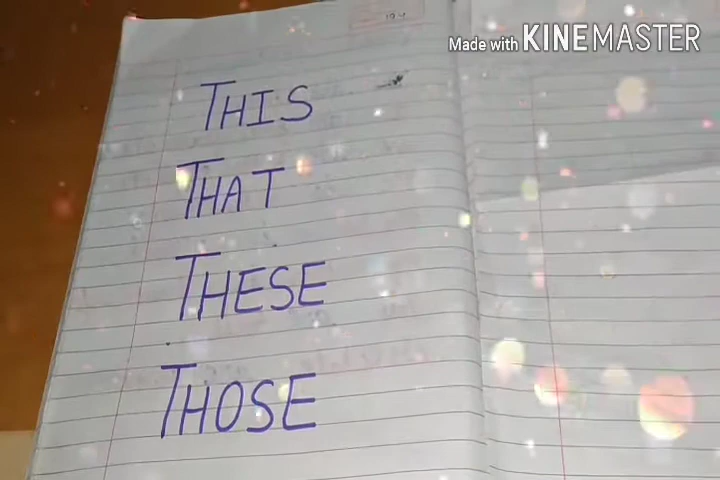 Made with KINEMASTER
THIS
THAT
THESE
THOSE